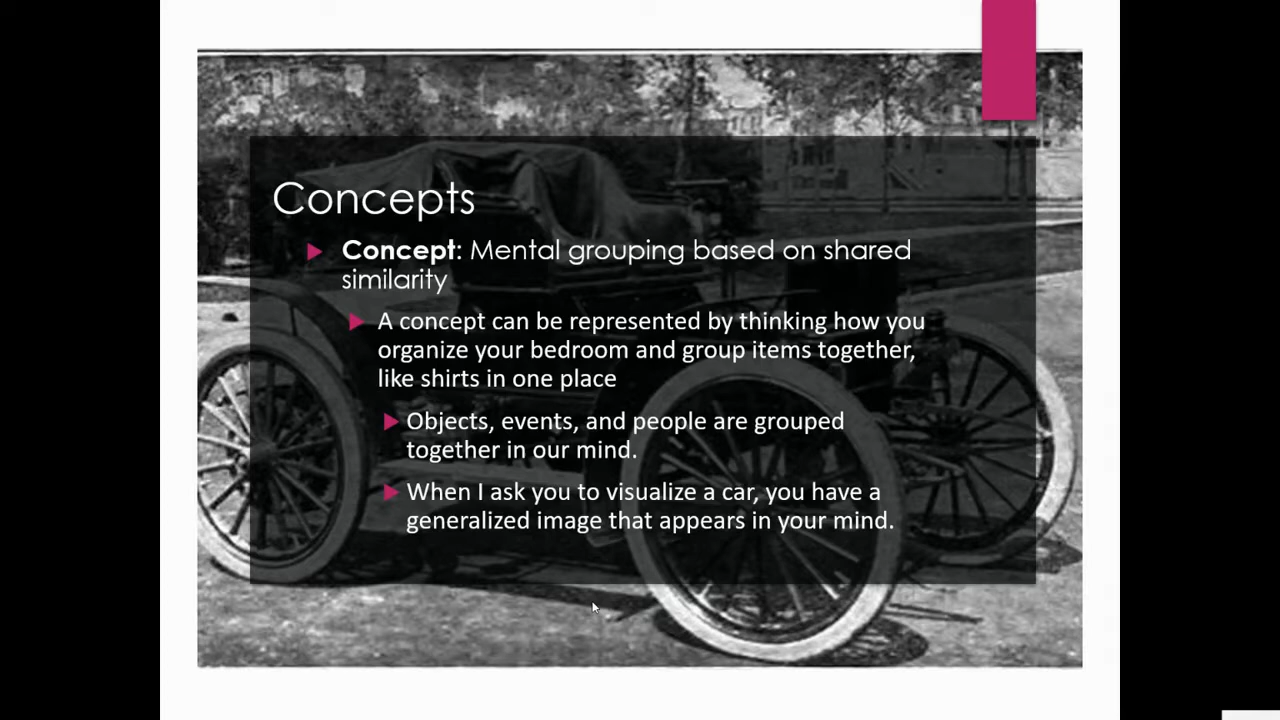 Concepts
Concept: Mental grouping based on shared
similarity
A concept can be represented by thinking how you
organize your bedroom and group items together,
like shirts in one place
Objects, events, and people are grouped
together in our mind.
When I ask you to visualize a car, you have a
generalized image that appears in your mind.